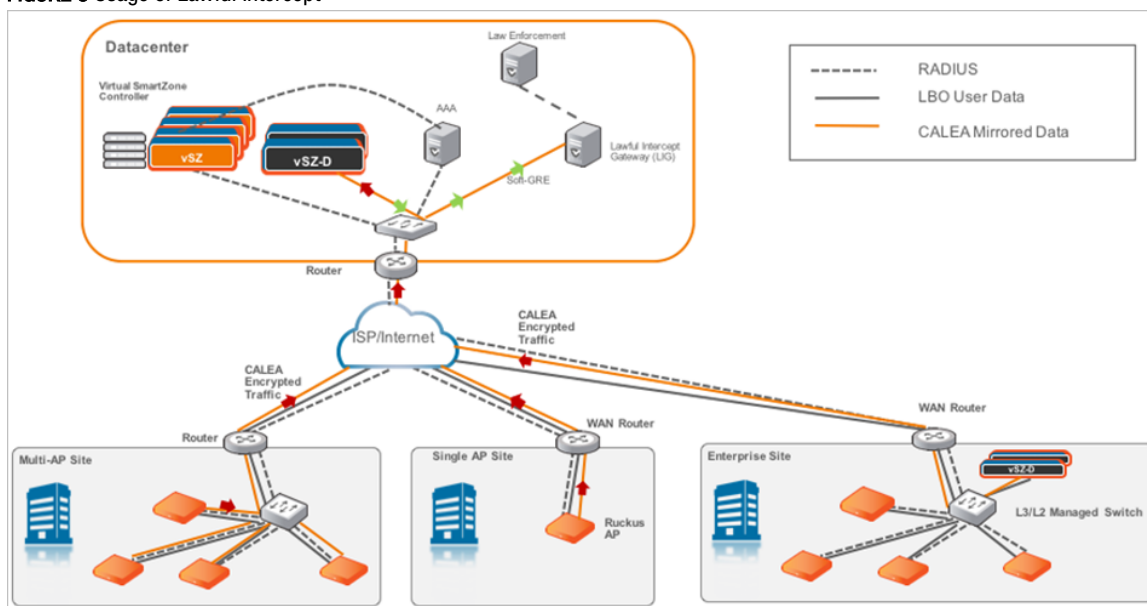 Datacenter
Law Enforcement
Virtual SmartZone
Controller
AAA
vSZ
vSZ-D
Lawful Intercept
Gateway (LIG)
Soft-GRE
Router
RADIUS
LBO User Data
CALEA Mirrored Data
ISP/Internet
CALEA
Encrypted
Traffic
CALEA
Encrypted
Traffic
Router
WAN Router
WAN Router
Multi-AP Site
Single AP Site
Enterprise Site
vSZ-D
Ruckus
AP
L3/L2 Managed Switch